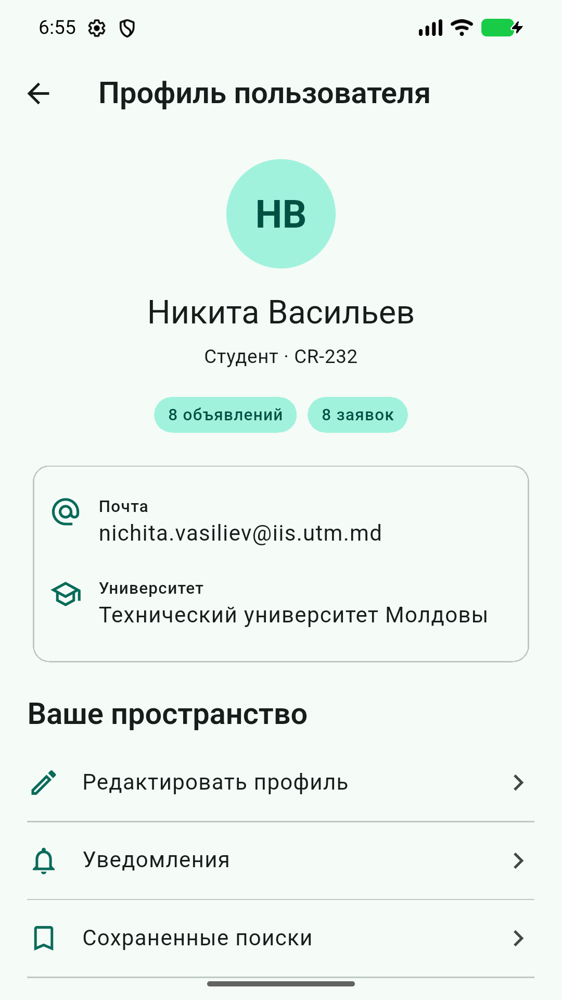 6:55
Профиль пользователя
НВ
Никита Васильев
Студент · CR-232
8 объявлений
8 заявок
Почта
nichita.vasiliev@iis.utm.md
Университет
Технический университет Молдовы
Ваше пространство
Редактировать профиль
Уведомления
Сохраненные поиски